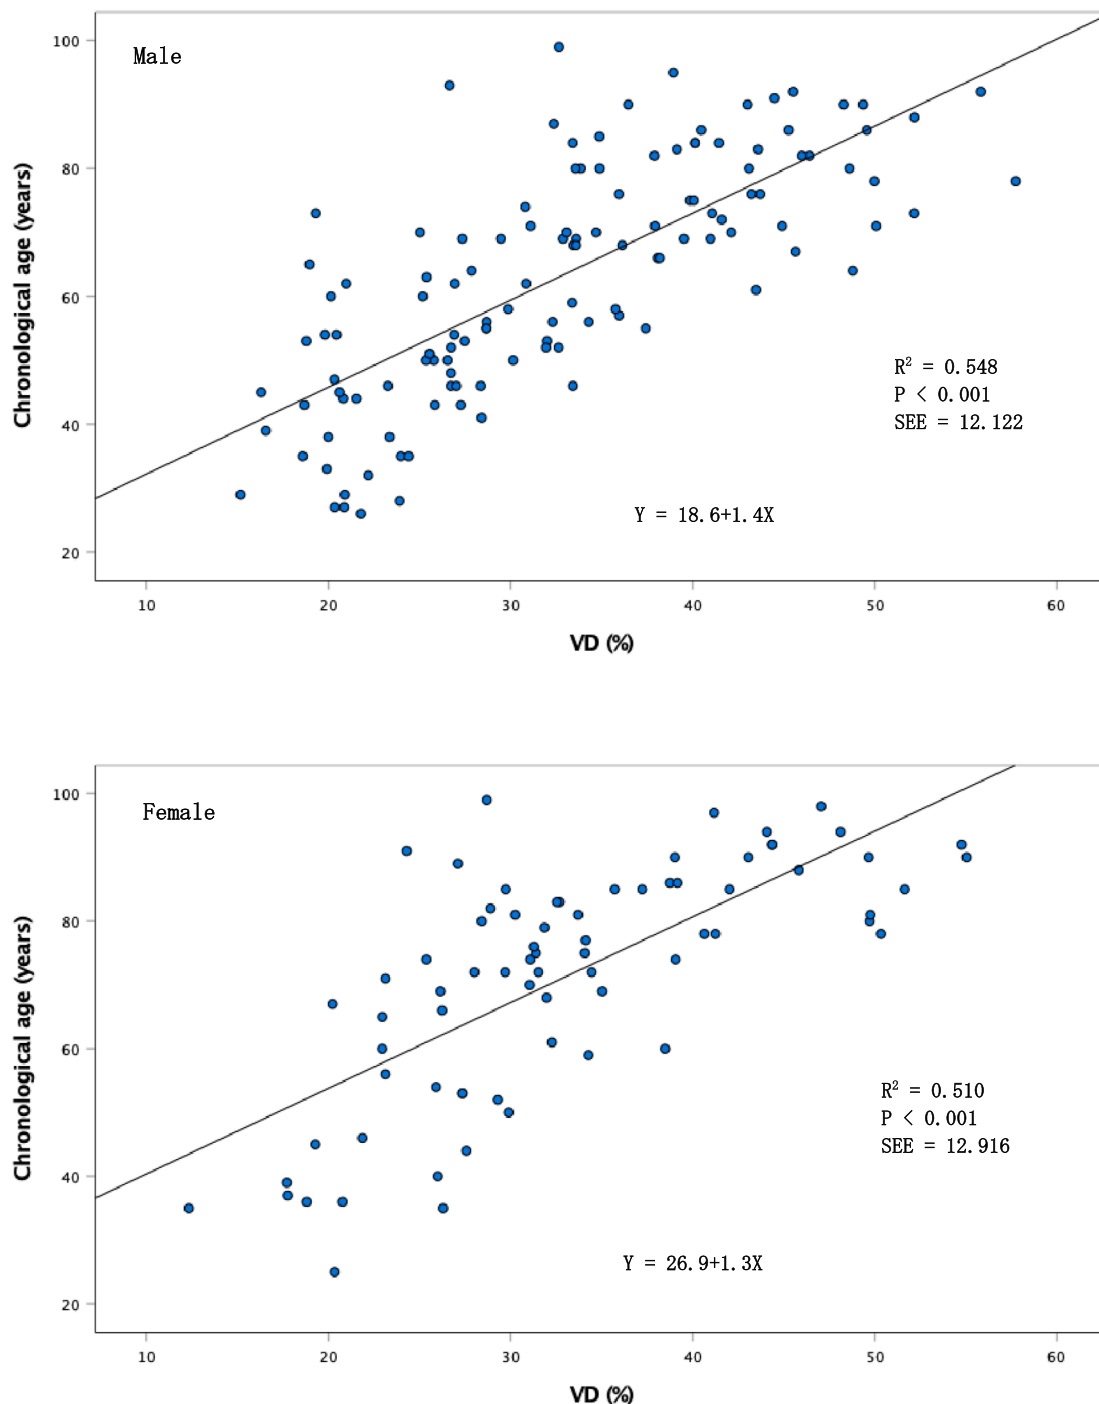 Male
Chronological age (years)
100
80
60
40
20
R² = 0.548
P < 0.001
SEE = 12.122
Y = 18.6+1.4X
10 20 30 40 50 60
VD (%)
Female
Chronological age (years)
100
80
60
40
20
R² = 0.510
P < 0.001
SEE = 12.916
Y = 26.9+1.3X
10 20 30 40 50 60
VD (%)